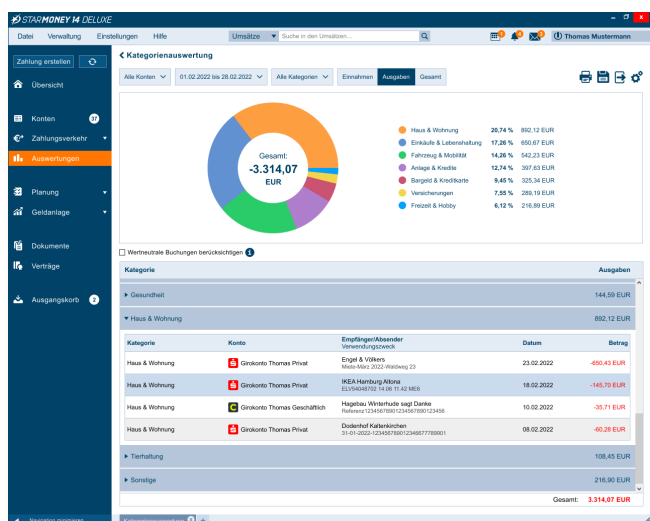 STARMONEY 14 DELUXE
Datei Verwaltung Einstellungen Hilfe Umsätze Suche in den Umsätzen... Thomas Mustermann
Zahlung erstellen
Übersicht
Konten 37
Zahlungsverkehr
Auswertungen
Planung
Geldanlage
Dokumente
Verträge
Ausgangskorb 2
Kategorienauswertung
Alle Konten 01.02.2022 bis 28.02.2022 Alle Kategorien Einnahmen Ausgaben Gesamt
Gesamt:
-3.314,07
EUR
Haus & Wohnung 20,74 % 892,12 EUR
Einkäufe & Lebenshaltung 17,26 % 650,67 EUR
Fahrzeug & Mobilität 14,26 % 542,23 EUR
Anlage & Kredite 12,74 % 397,63 EUR
Bargeld & Kreditkarte 9,45 % 325,34 EUR
Versicherungen 7,55 % 289,19 EUR
Freizeit & Hobby 6,12 % 216,89 EUR
Wertneutrale Buchungen berücksichtigen
Kategorie Ausgaben
Gesundheit 144,59 EUR
Haus & Wohnung 892,12 EUR
Kategorie Konto Empfänger/Absender Datum Betrag
Verwendungszweck
Haus & Wohnung Girokonto Thomas Privat Engel & Völkers 23.02.2022 -650,43 EUR
Miete-März 2022-Waldweg 23
Haus & Wohnung Girokonto Thomas Privat IKEA Hamburg Altona 18.02.2022 -145,70 EUR
ELV54048702 14.06 11.42 ME6
Haus & Wohnung Girokonto Thomas Geschäftlich Hagebau Winterhude sagt Danke 10.02.2022 -35,71 EUR
Haus & Wohnung Girokonto Thomas Privat Dodenhof Kaltenkirchen 08.02.2022 -60,28 EUR
Tierhaltung 108,45 EUR
Sonstige 216,90 EUR
Gesamt: 3.314,07 EUR
Navigation minimieren